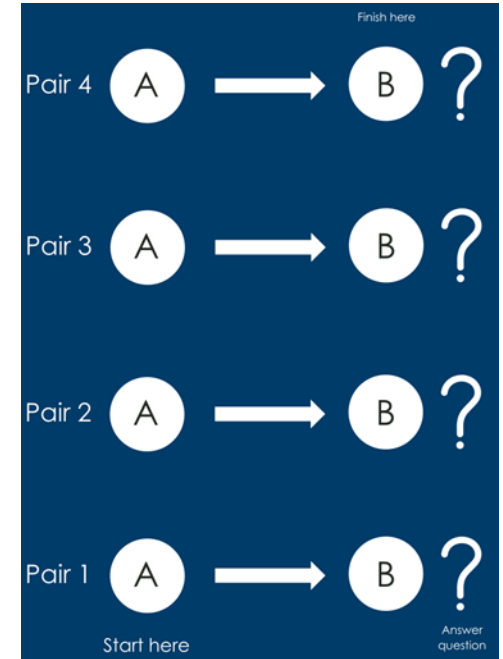 Finish here
Pair 4 A B ?
Pair 3 A B ?
Pair 2 A B ?
Pair 1 A B ?
Start here
Answer
question